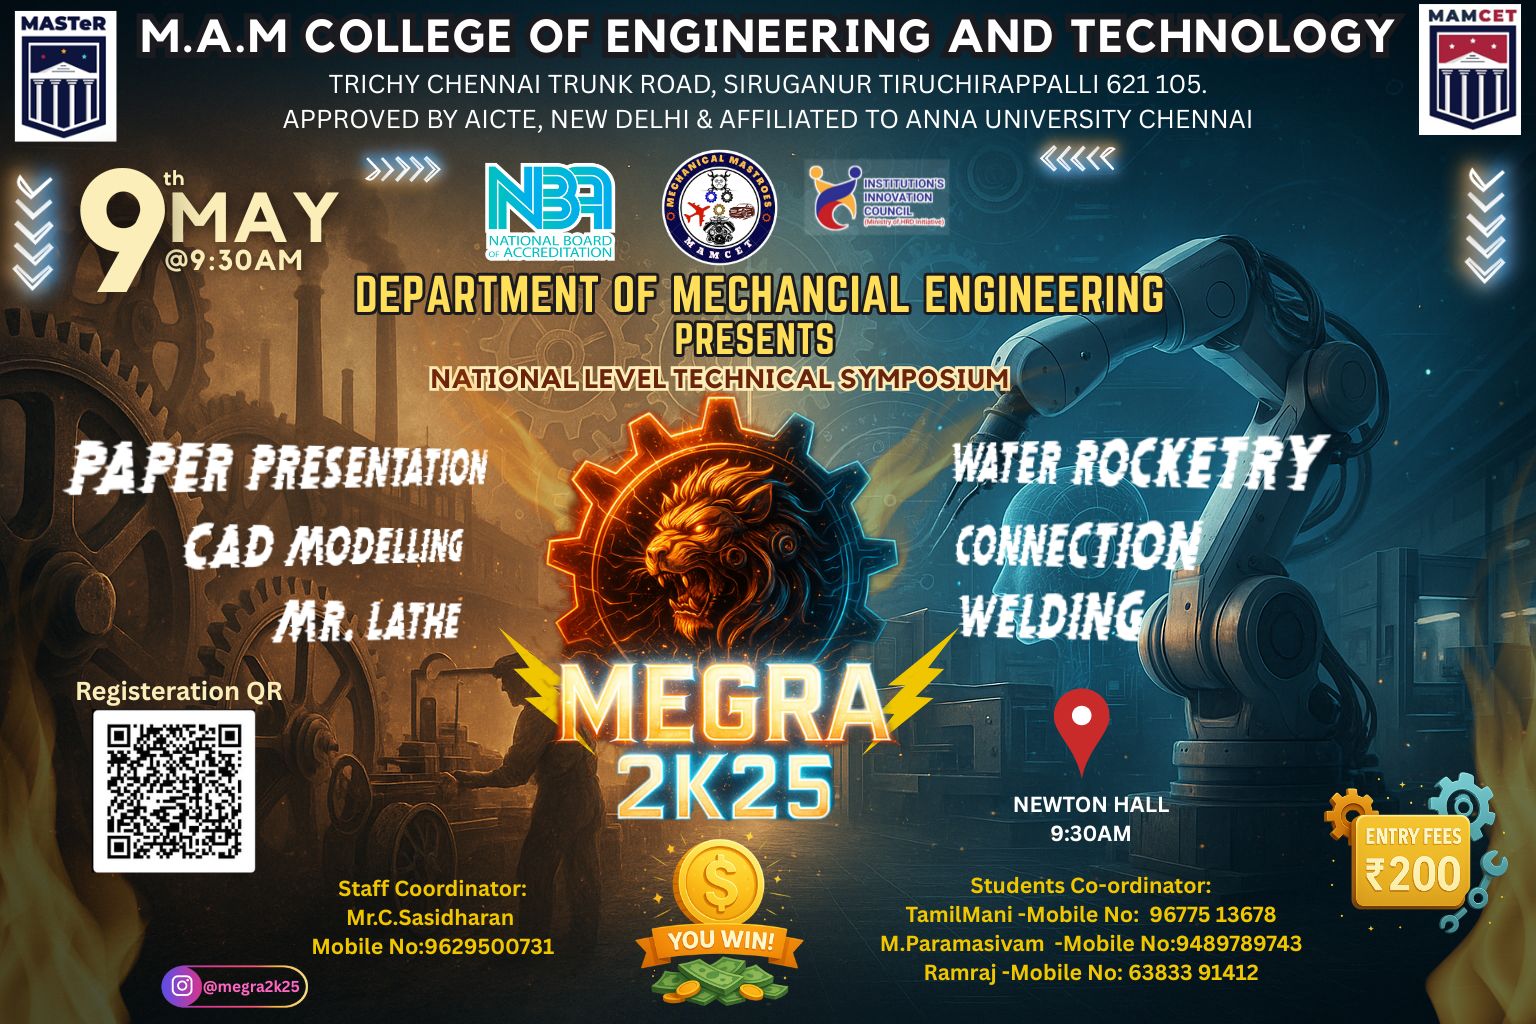 MASTeR
M.A.M COLLEGE OF ENGINEERING AND TECHNOLOGY
MAMCET
TRICHY CHENNAI TRUNK ROAD, SIRUGANUR TIRUCHIRAPPALLI 621 105.
APPROVED BY AICTE, NEW DELHI & AFFILIATED TO ANNA UNIVERSITY CHENNAI
9th MAY
@9:30AM
NBA
NATIONAL BOARD
OF ACCREDITATION
MECHANICAL MASTROES
MAMCET
INSTITUTION'S
INNOVATION
COUNCIL
(Ministry of HRD Initiative)
DEPARTMENT OF MECHANCIAL ENGINEERING
PRESENTS
NATIONAL LEVEL TECHNICAL SYMPOSIUM
PAPER PRESENTATION
CAD MODELLING
MR. LATHE
WATER ROCKETRY
CONNECTION
WELDING
MEGRA
2K25
Registeration QR
NEWTON HALL
9:30AM
ENTRY FEES
₹200
Staff Coordinator:
Mr.C.Sasidharan
Mobile No:9629500731
$
YOU WIN!
Students Co-ordinator:
TamilMani -Mobile No: 96775 13678
M.Paramasivam -Mobile No:9489789743
Ramraj -Mobile No: 63833 91412
@megra2k25